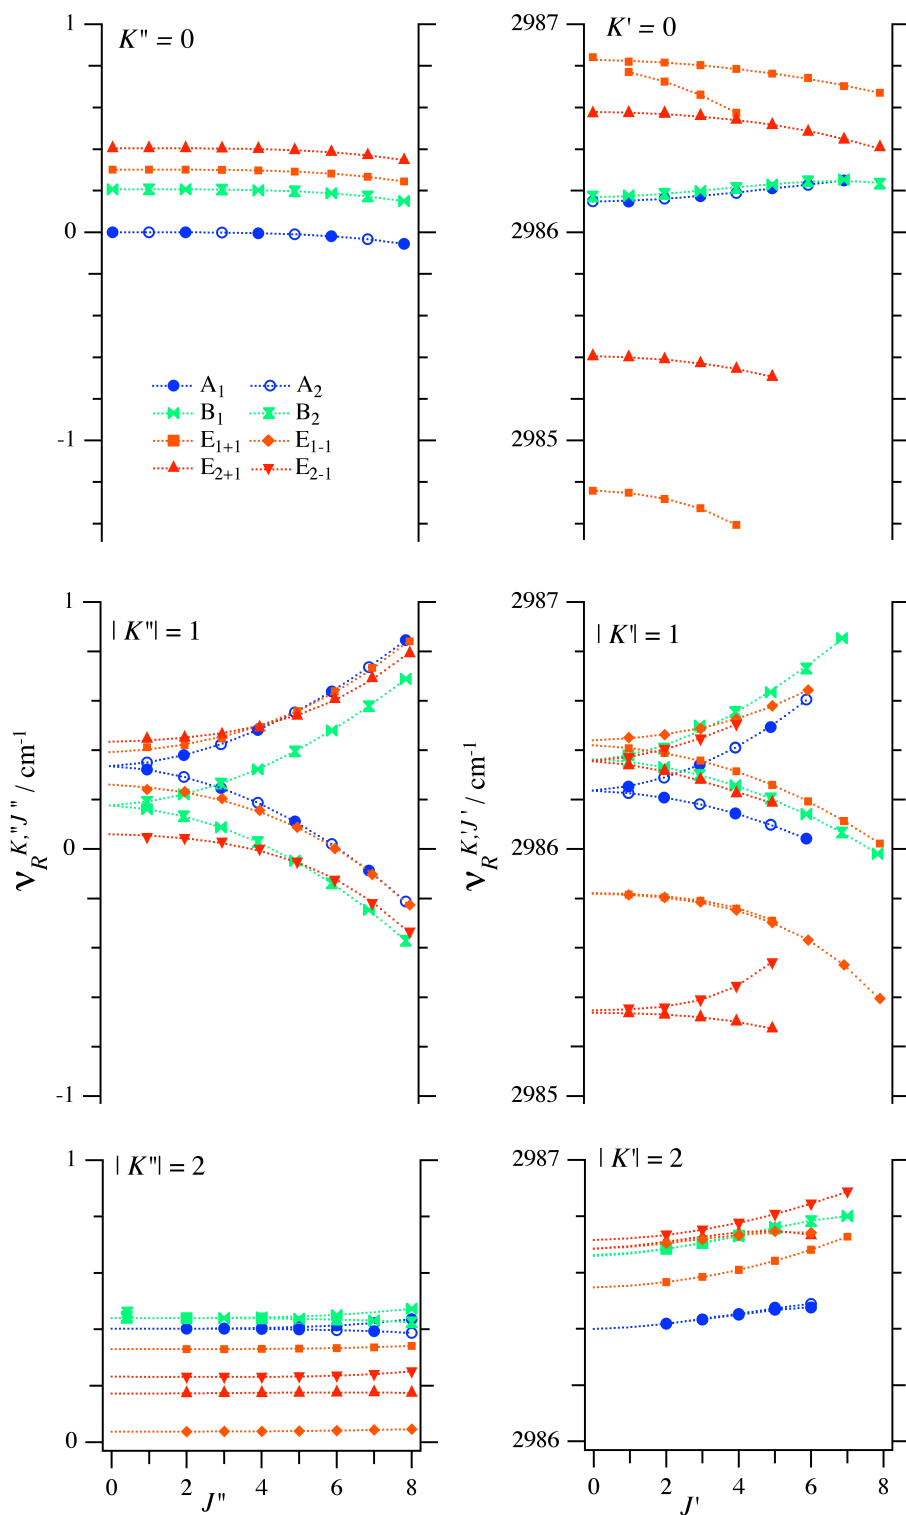 1
K" = 0
0
-1
A1
A2
B1
B2
E1+1
E1-1
E2+1
E2-1
2987
K' = 0
2986
2985
1
| K"| = 1
0
-1
νR K,"J " / cm-1
2987
| K'| = 1
2986
2985
νR K,'J ' / cm-1
1
| K"| = 2
0
0 2 4 6 8
J"
2987
| K'| = 2
2986
0 2 4 6 8
J'